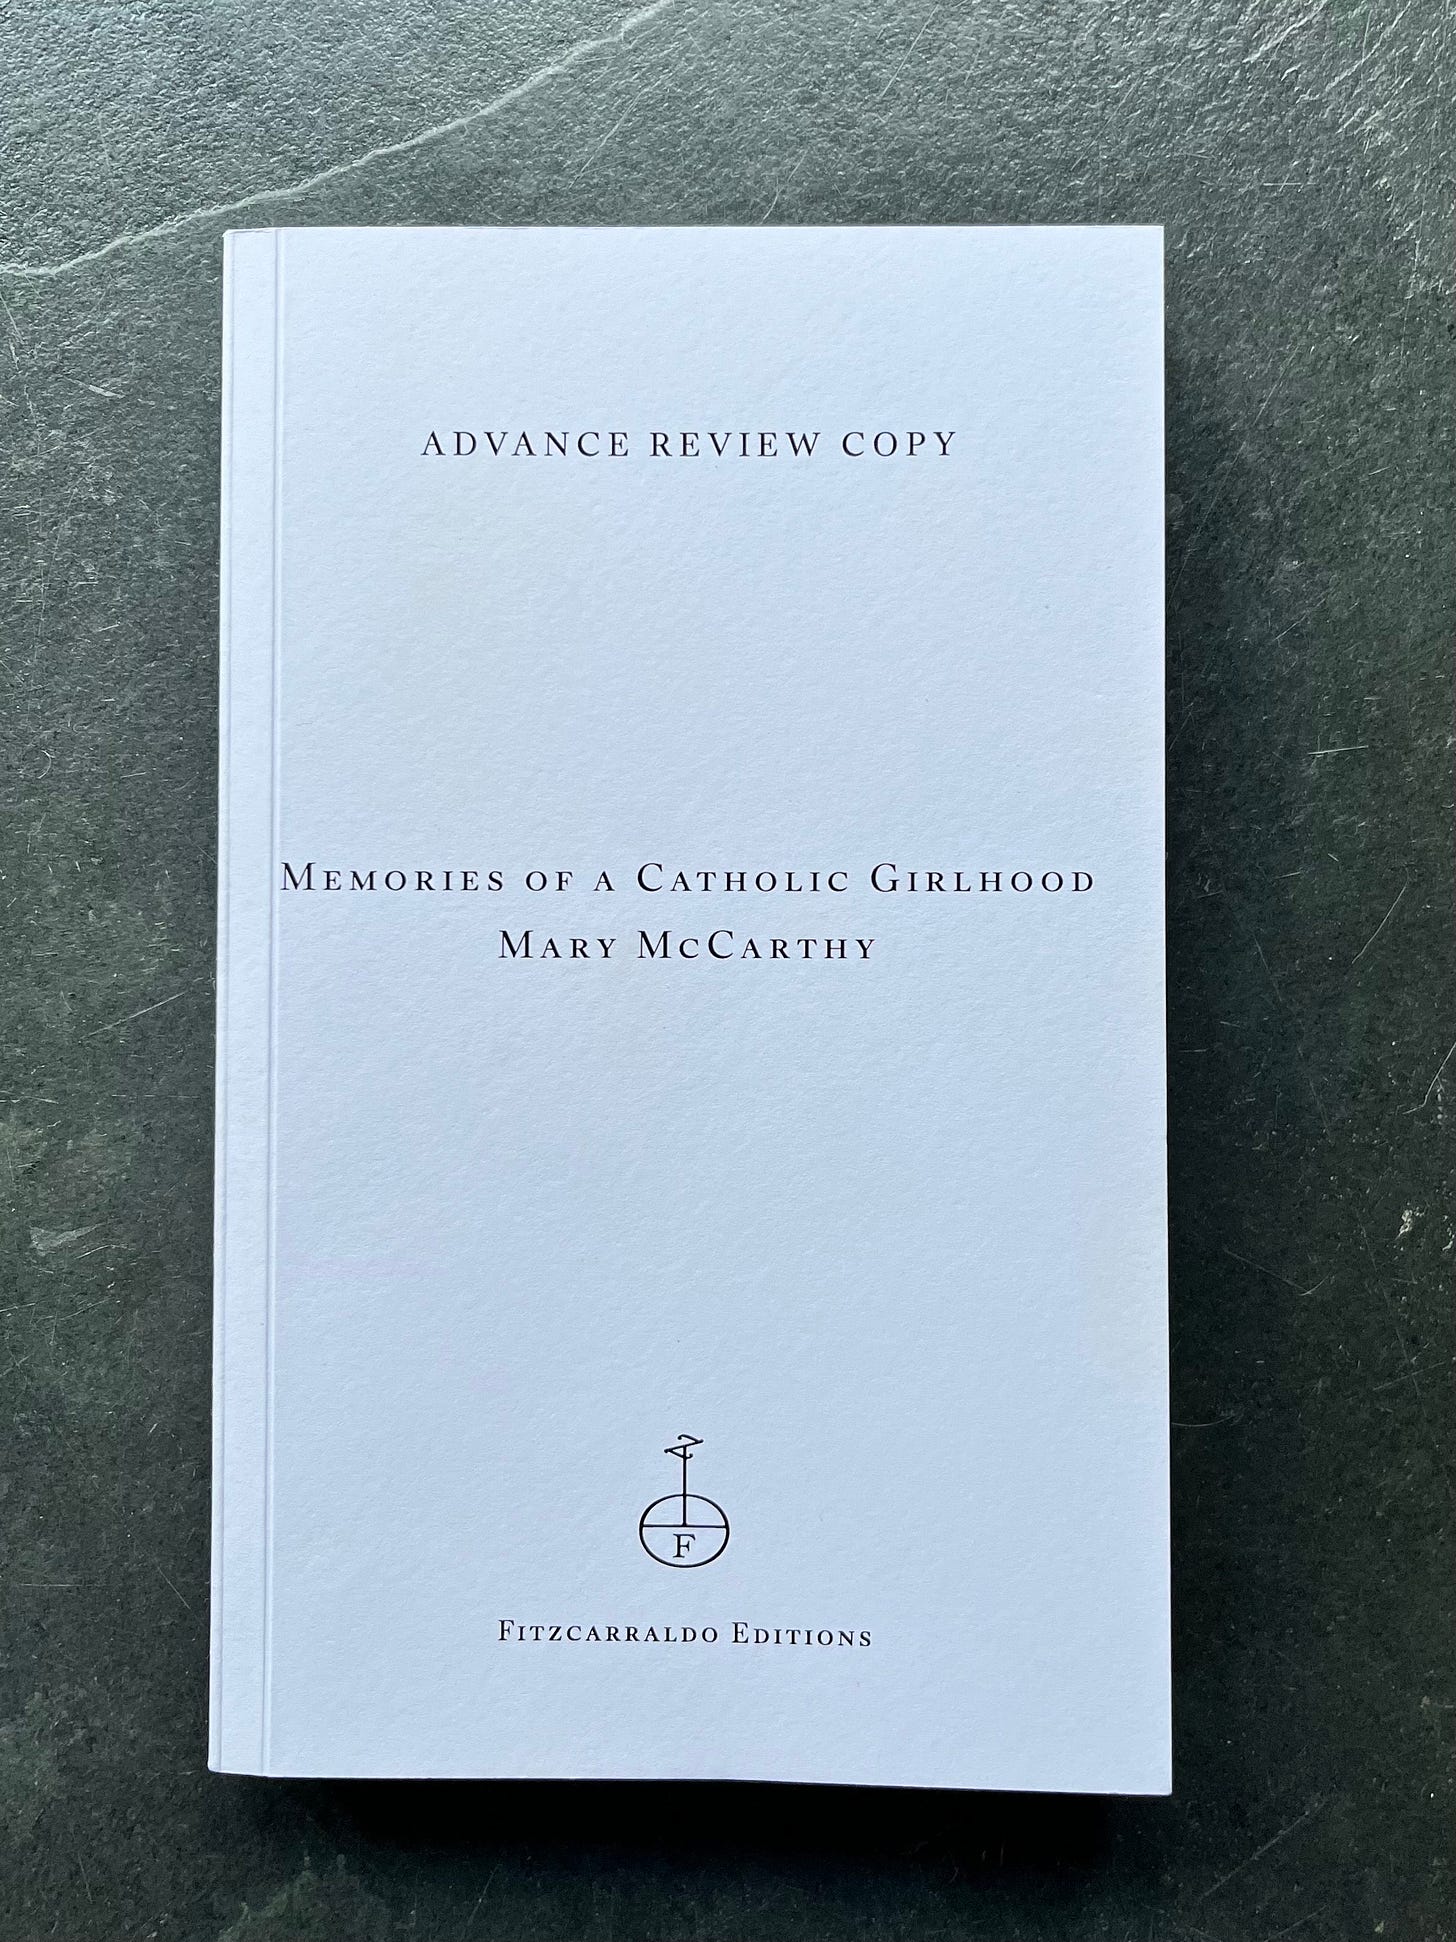 ADVANCE REVIEW COPY
MEMORIES OF A CATHOLIC GIRLHOOD
MARY MCCARTHY
F
FITZCARRALDO EDITIONS